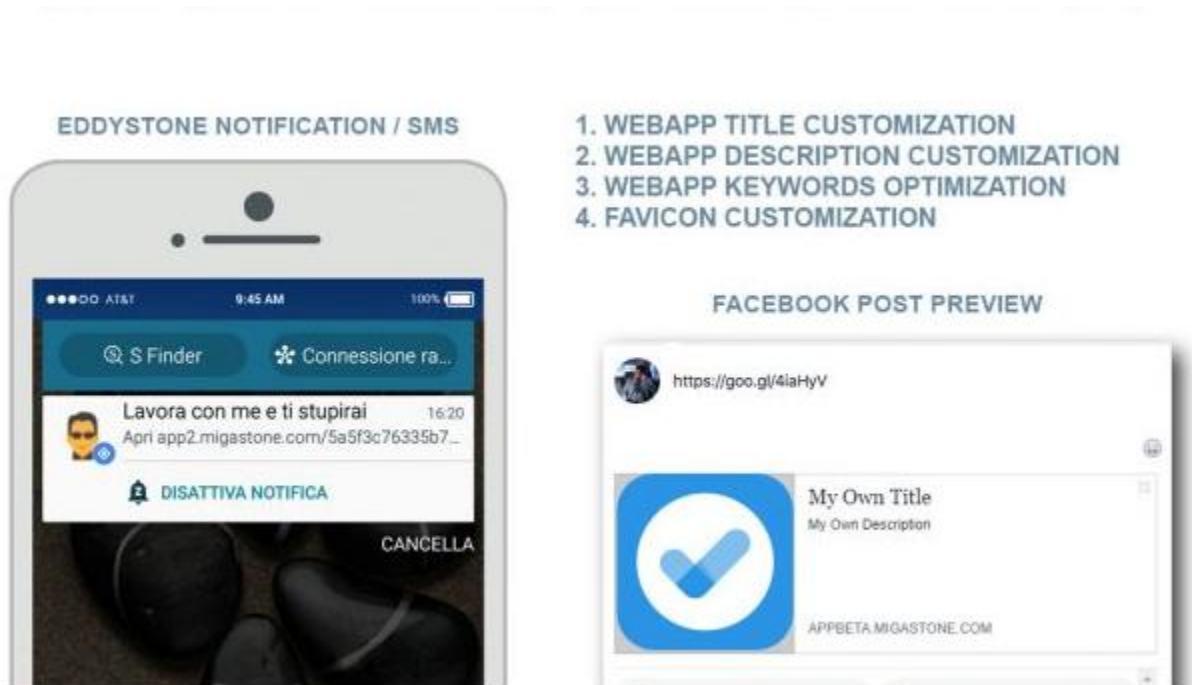 EDDYSTONE NOTIFICATION / SMS
AT&T 9:45 AM 100%
S Finder
Connessione ra...
Lavora con me e ti stupirai 16:20
Apri app2.migastone.com/5a5f3c76335b7...
DISATTIVA NOTIFICA
CANCELLA
1. WEBAPP TITLE CUSTOMIZATION
2. WEBAPP DESCRIPTION CUSTOMIZATION
3. WEBAPP KEYWORDS OPTIMIZATION
4. FAVICON CUSTOMIZATION
FACEBOOK POST PREVIEW
https://goo.gl/4iaHyV
My Own Title
My Own Description
APPBETA.MIGASTONE.COM